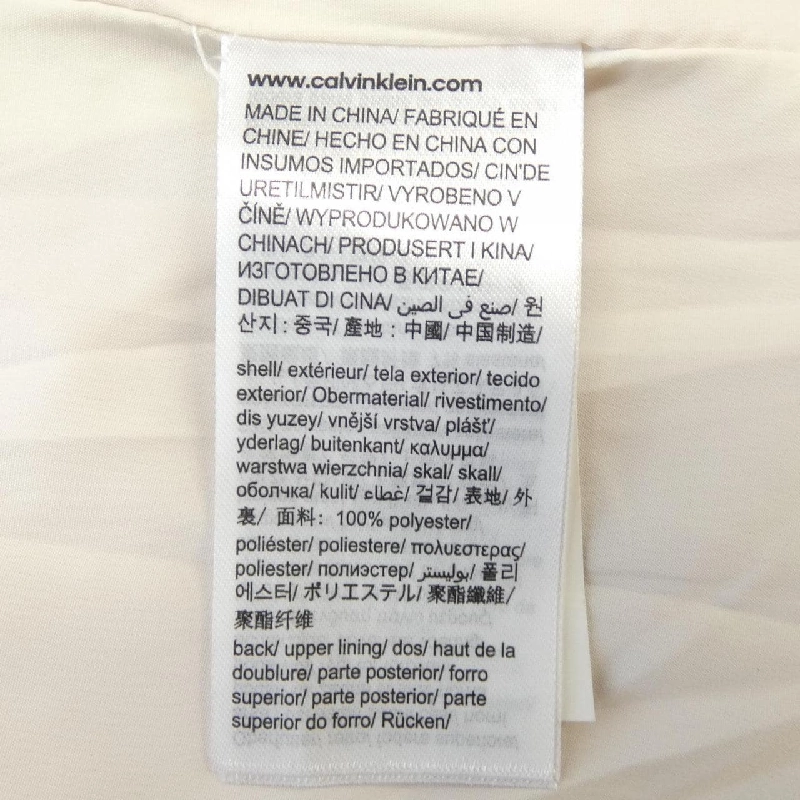 www.calvinklein.com
MADE IN CHINA/ FABRIQUÉ EN
CHINE/ HECHO EN CHINA CON
INSUMOS IMPORTADOS/ CIN'DE
URETILMISTIR/ VYROBENO V
ČÍNĚ/ WYPRODUKOWANO W
CHINACH/ PRODUSERT I KINA/
ИЗГОТОВЛЕНО В КИТАЕ/
DIBUAT DI CINA/ صنع في الصين/ 원
산지 : 중국/ 產地 : 中國/ 中国制造/
shell/ extérieur/ tela exterior/ tecido
exterior/ Obermaterial/ rivestimento/
dis yuzey/ vnější vrstva/ plášť/
yderlag/ buitenkant/ καλυμμα/
warstwa wierzchnia/ skal/ skall/
оболчка/ kulit/ غطاء/ 겉감/ 表地/ 外
裏/ 面料: 100% polyester/
poliéster/ poliestere/ πολυεστερας/
poliester/ полиэстер/ بوليستر/ 폴리
에스터/ ポリエステル/ 聚酯纖維/
聚酯纤维
back/ upper lining/ dos/ haut de la
doublure/ parte posterior/ forro
superior/ parte posterior/ parte
superior do forro/ Rücken/